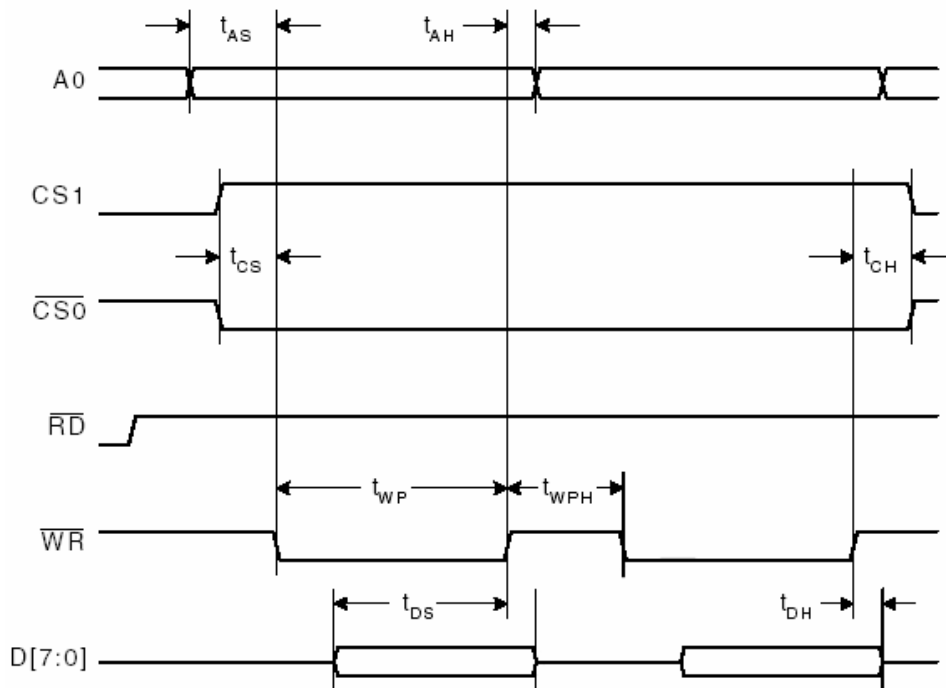 tAS tAH
A0
CS1
tCS tCH
CS0
RD
tWP tWPH
WR
tDS tDH
D[7:0]